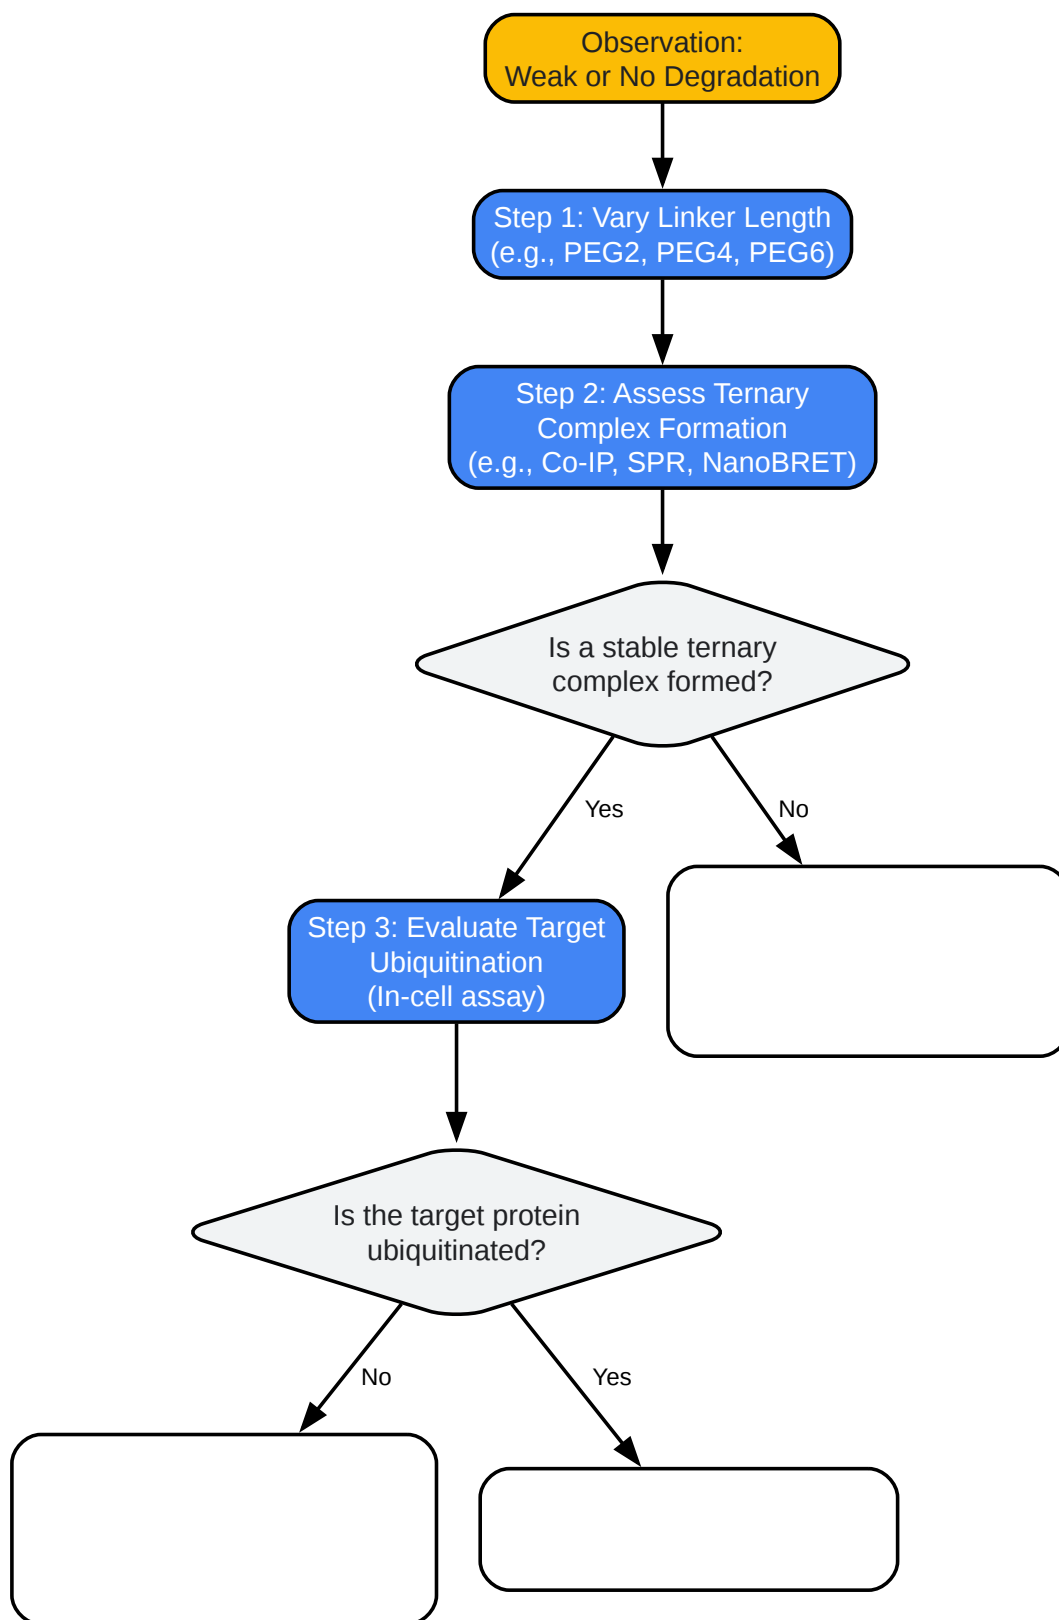 Observation:
Weak or No Degradation
Step 1: Vary Linker Length
(e.g., PEG2, PEG4, PEG6)
Step 2: Assess Ternary
Complex Formation
(e.g., Co-IP, SPR, NanoBRET)
Is a stable ternary
complex formed?
Yes
No
Step 3: Evaluate Target
Ubiquitination
(In-cell assay)
Is the target protein
ubiquitinated?
No
Yes